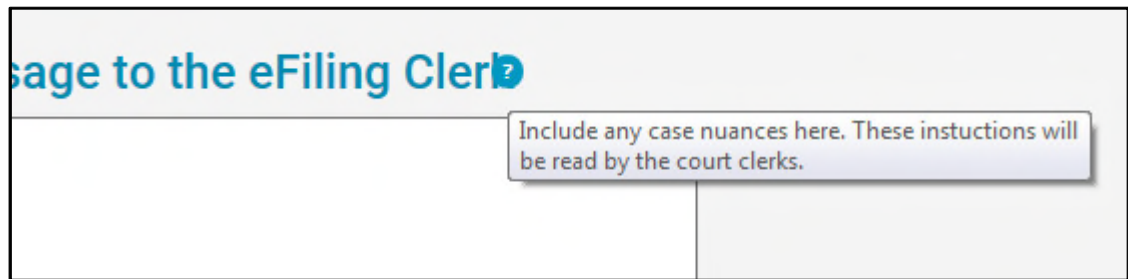 sage to the eFiling Clerk ?
Include any case nuances here. These instuctions will
be read by the court clerks.